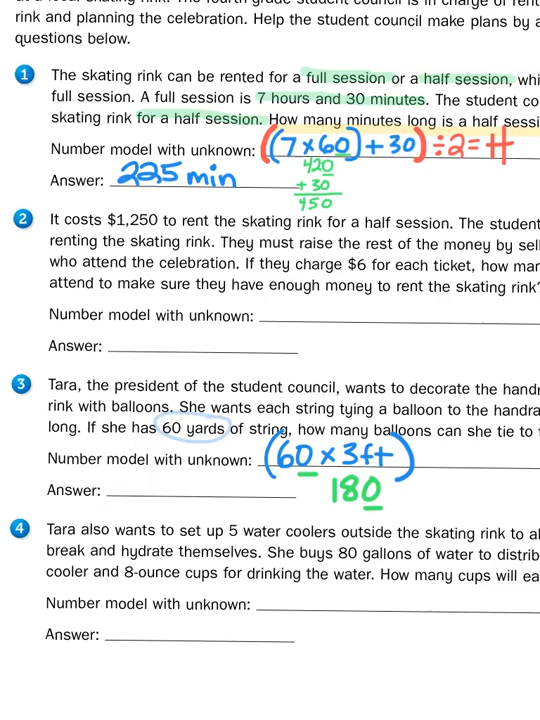 rink and planning the celebration. Help the student council make plans by
questions below.
1 The skating rink can be rented for a full session or a half session,
full session. A full session is 7 hours and 30 minutes. The student
skating rink for a half session. How many minutes long is a half
Number model with unknown: ([(7 x 60) + 30) ÷ 2 = H
420
Answer: 225 min
+ 30
450
2 It costs $1,250 to rent the skating rink for a half session. The student
renting the skating rink. They must raise the rest of the money by
who attend the celebration. If they charge $6 for each ticket, how
attend to make sure they have enough money to rent the skating rink?
Number model with unknown:
Answer:
3 Tara, the president of the student council, wants to decorate the
rink with balloons. She wants each string tying a balloon to the
long. If she has 60 yards of string, how many balloons can she tie to
Number model with unknown: (60 x 3ft)
Answer: 180
4 Tara also wants to set up 5 water coolers outside the skating rink to
break and hydrate themselves. She buys 80 gallons of water to
cooler and 8-ounce cups for drinking the water. How many cups will
Number model with unknown:
Answer: